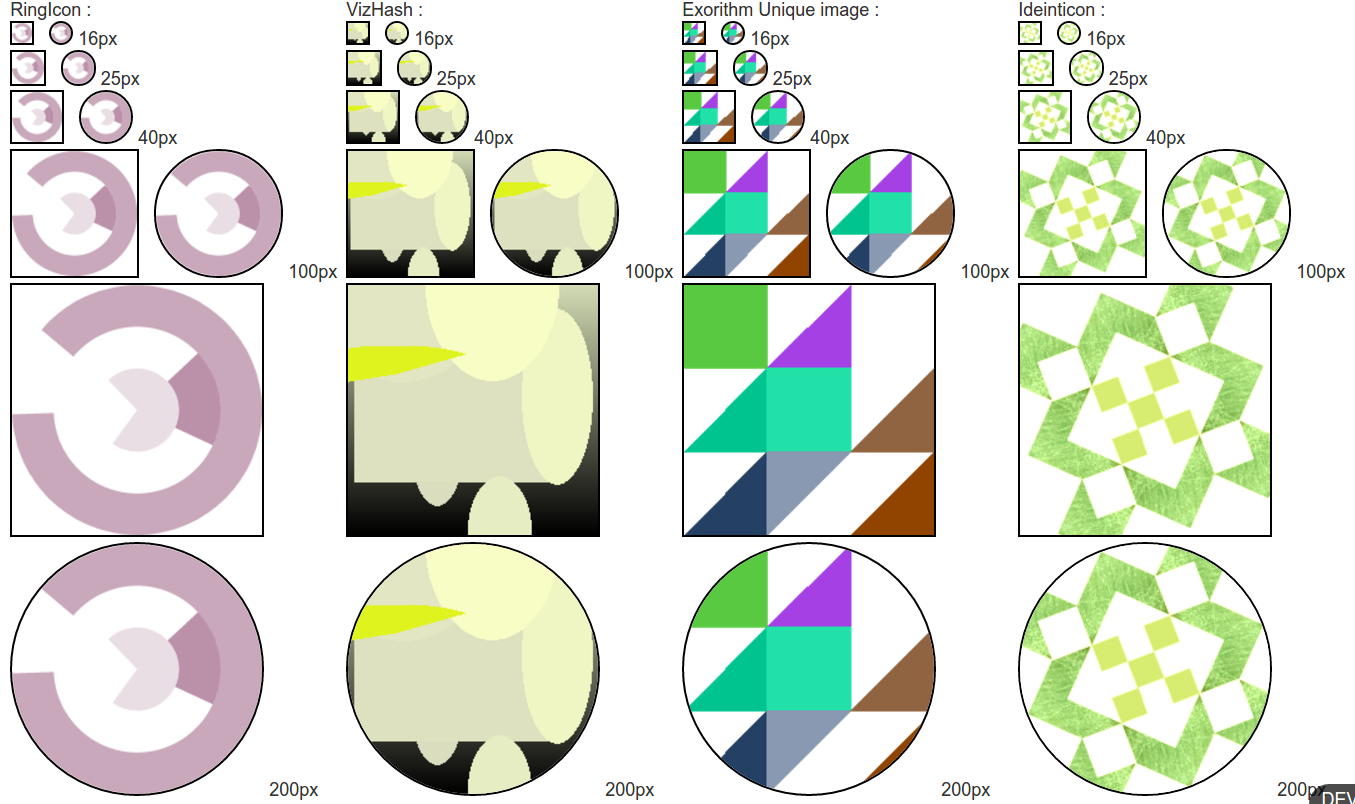 RingIcon : VizHash : Exorithm Unique image : Ideinticon :
16px 16px 16px 16px
25px 25px 25px 25px
40px 40px 40px 40px
100px 100px 100px 100px
200px 200px 200px 200px
DEV